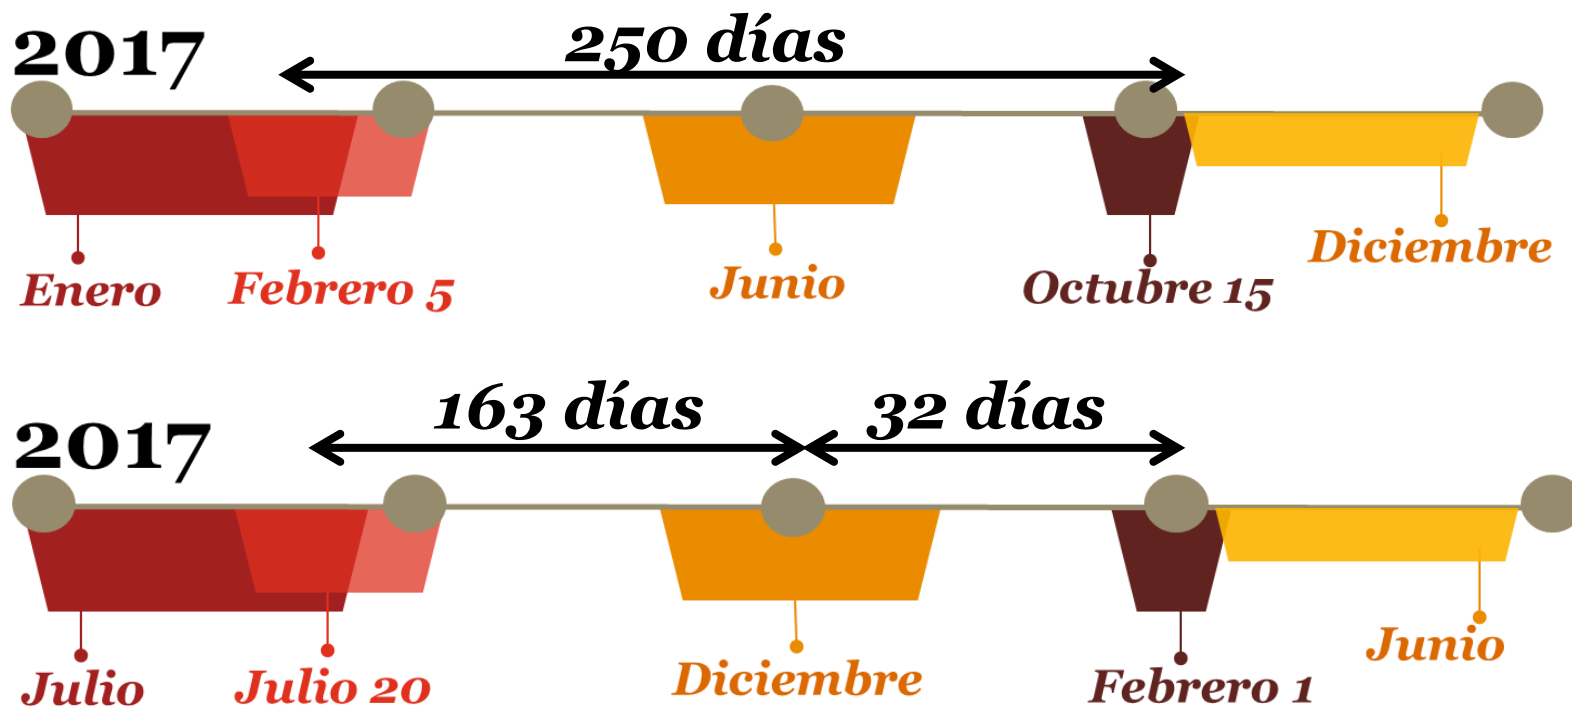 2017
250 días
Enero
Febrero 5
Junio
Octubre 15
Diciembre
2017
163 días
32 días
Julio
Julio 20
Diciembre
Febrero 1
Junio